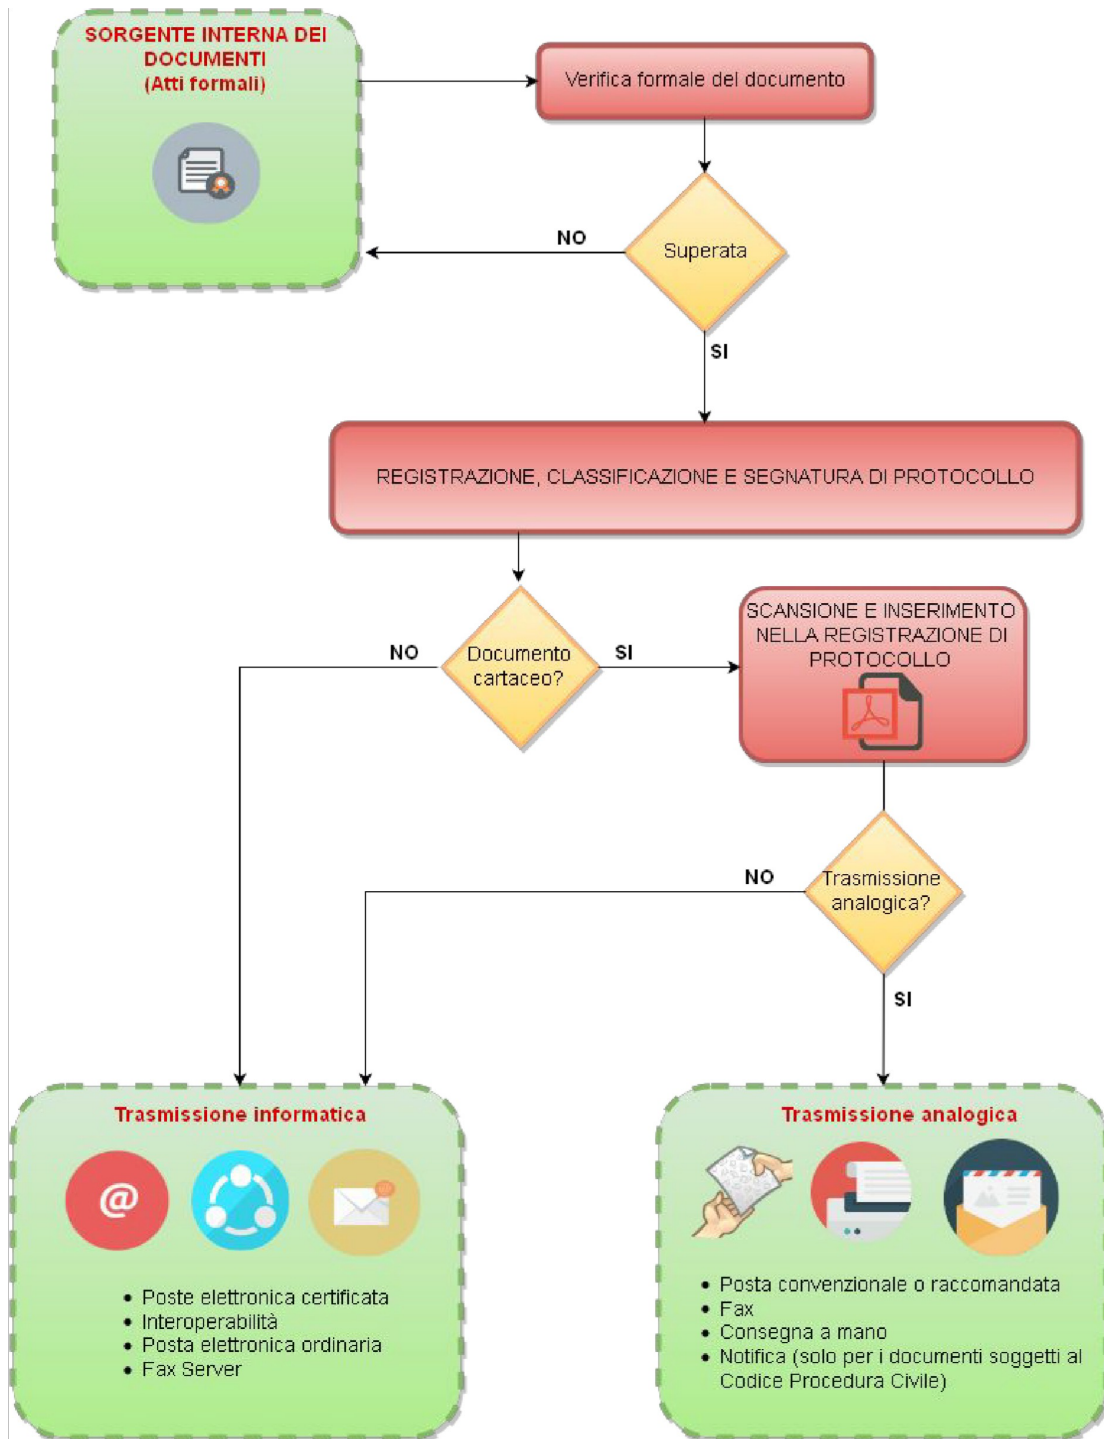 SORGENTE INTERNA DEI
DOCUMENTI
(Atti formali)
Verifica formale del documento
Superata
NO
SI
REGISTRAZIONE, CLASSIFICAZIONE E SEGNATURA DI PROTOCOLLO
Documento
cartaceo?
NO
SI
SCANSIONE E INSERIMENTO
NELLA REGISTRAZIONE DI
PROTOCOLLO
Trasmissione
analogica?
NO
SI
Trasmissione informatica
@
• Poste elettronica certificata
• Interoperabilità
• Posta elettronica ordinaria
• Fax Server
Trasmissione analogica
• Posta convenzionale o raccomandata
• Fax
• Consegna a mano
• Notifica (solo per i documenti soggetti al
Codice Procedura Civile)